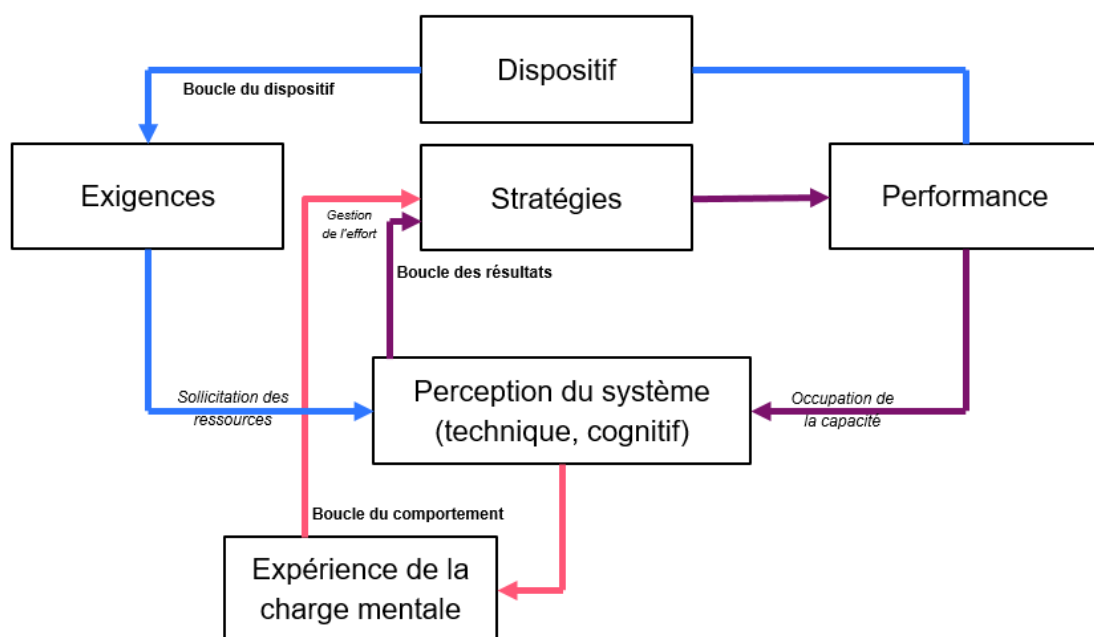 Dispositif
Boucle du dispositif
Exigences
Stratégies
Performance
Gestion
de l'effort
Boucle des résultats
Sollicitation des
ressources
Perception du système
(technique, cognitif)
Occupation de
la capacité
Boucle du comportement
Expérience de la
charge mentale